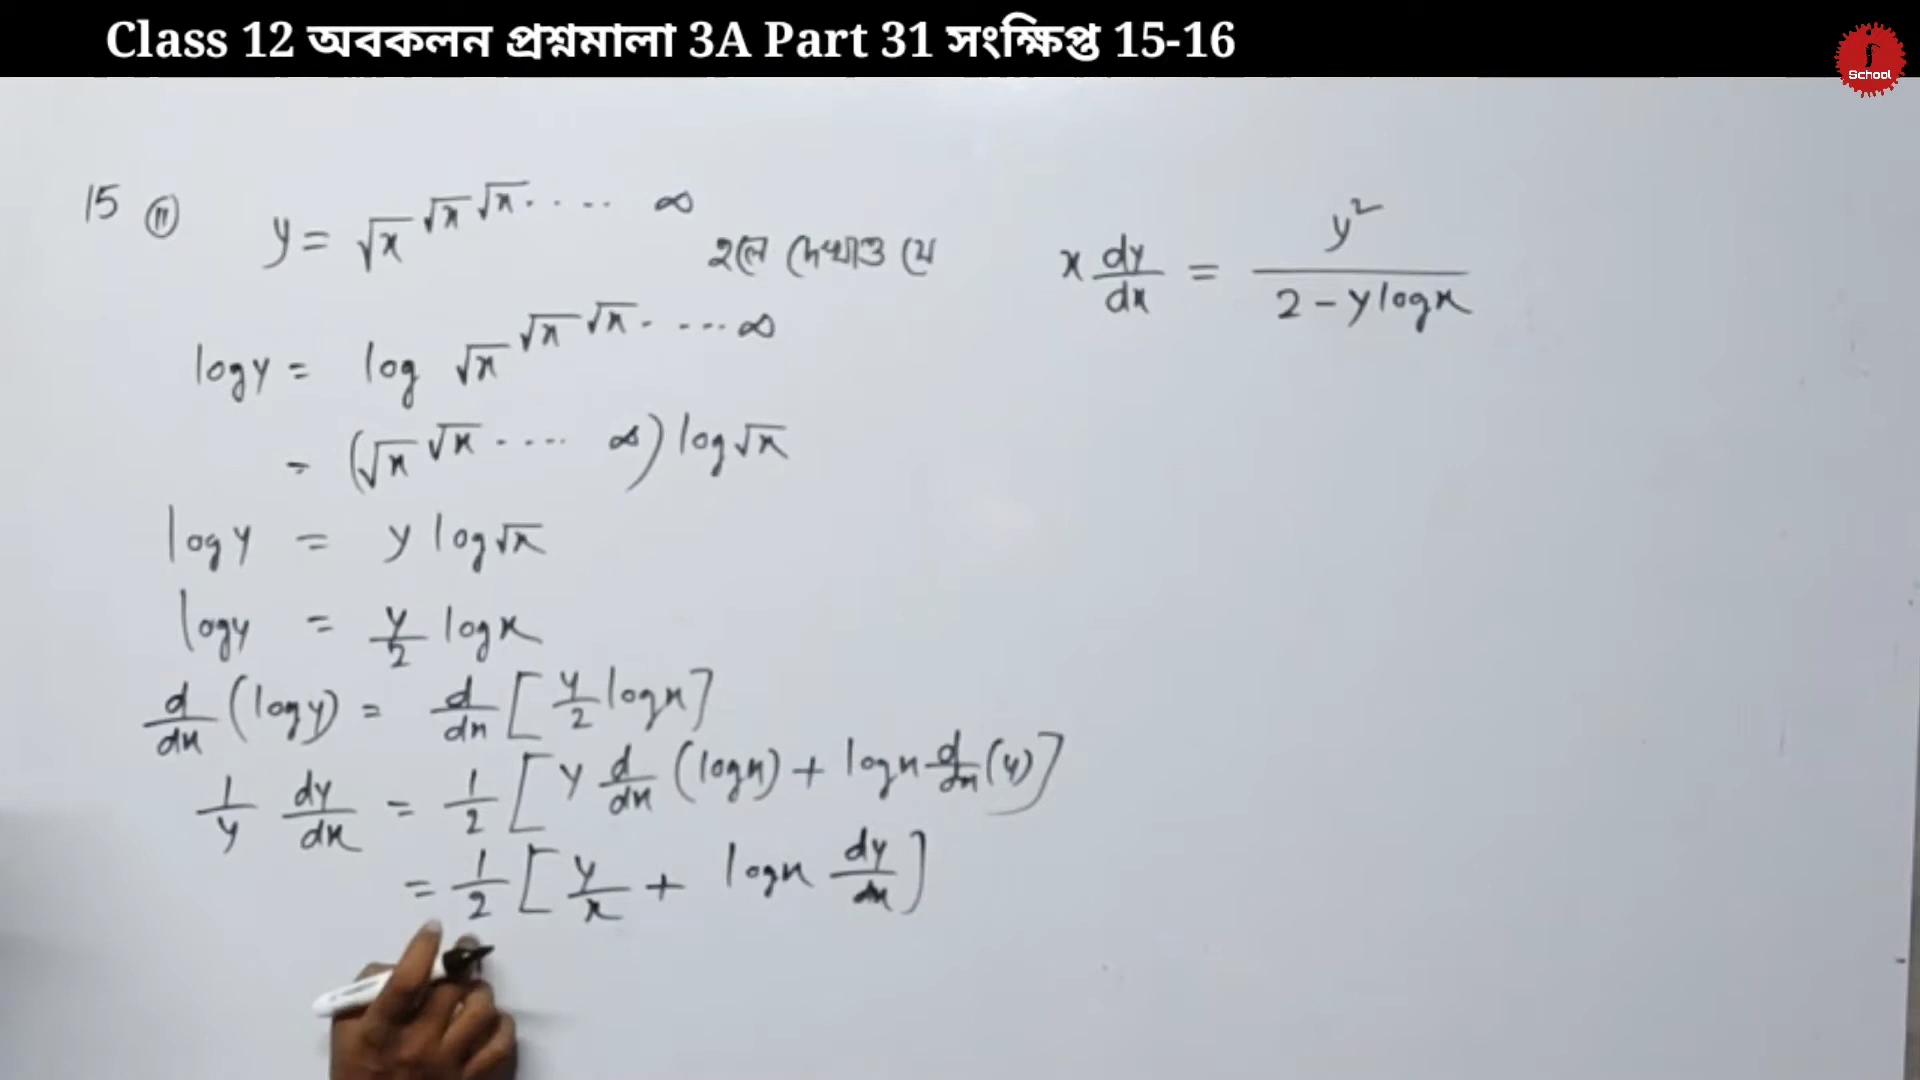 Class 12 অবকলন প্রশ্নমালা 3A Part 31 সংক্ষিপ্ত 15-16
School
15 (ii) y = √x^√x^√x.... ∞ হলে দেখাও যে x dy/dx = y²/(2 - y log x)
log y = log √x^√x^√x.....∞
= (√x^√x..... ∞) log √x
log y = y log √x
log y = y/2 log x
d/dx (log y) = d/dx [y/2 log x]
1/y dy/dx = 1/2 [y d/dx (log x) + log x d/dx (y)]
= 1/2 [y/x + log x dy/dx]